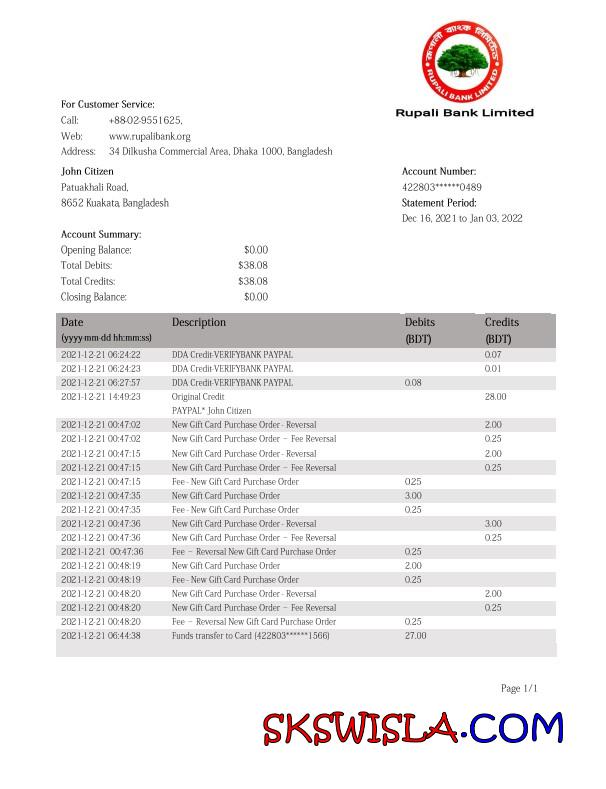 রূপালী ব্যাংক লিমিটেড
RUPALI BANK LIMITED
Rupali Bank Limited
For Customer Service:
Call: +88-02-9551625,
Web: www.rupalibank.org
Address: 34 Dilkusha Commercial Area, Dhaka 1000, Bangladesh
John Citizen Account Number:
Patuakhali Road, 422803******0489
8652 Kuakata, Bangladesh Statement Period:
Dec 16, 2021 to Jan 03, 2022
Account Summary:
Opening Balance: $0.00
Total Debits: $38.08
Total Credits: $38.08
Closing Balance: $0.00
Date Description Debits Credits
(yyyy-mm-dd hh:mm:ss) (BDT) (BDT)
2021-12-21 06:24:22 DDA Credit-VERIFYBANK PAYPAL 0.07
2021-12-21 06:24:23 DDA Credit-VERIFYBANK PAYPAL 0.01
2021-12-21 06:27:57 DDA Credit-VERIFYBANK PAYPAL 0.08
2021-12-21 14:49:23 Original Credit 28.00
PAYPAL* John Citizen
2021-12-21 00:47:02 New Gift Card Purchase Order - Reversal 2.00
2021-12-21 00:47:02 New Gift Card Purchase Order – Fee Reversal 0.25
2021-12-21 00:47:15 New Gift Card Purchase Order - Reversal 2.00
2021-12-21 00:47:15 New Gift Card Purchase Order – Fee Reversal 0.25
2021-12-21 00:47:15 Fee - New Gift Card Purchase Order 0.25
2021-12-21 00:47:35 New Gift Card Purchase Order 3.00
2021-12-21 00:47:35 Fee - New Gift Card Purchase Order 0.25
2021-12-21 00:47:36 New Gift Card Purchase Order - Reversal 3.00
2021-12-21 00:47:36 New Gift Card Purchase Order – Fee Reversal 0.25
2021-12-21 00:47:36 Fee – Reversal New Gift Card Purchase Order 0.25
2021-12-21 00:48:19 New Gift Card Purchase Order 2.00
2021-12-21 00:48:19 Fee - New Gift Card Purchase Order 0.25
2021-12-21 00:48:20 New Gift Card Purchase Order - Reversal 2.00
2021-12-21 00:48:20 New Gift Card Purchase Order – Fee Reversal 0.25
2021-12-21 00:48:20 Fee – Reversal New Gift Card Purchase Order 0.25
2021-12-21 06:44:38 Funds transfer to Card (422803******1566) 27.00
Page 1/1
SKSWISLA.COM